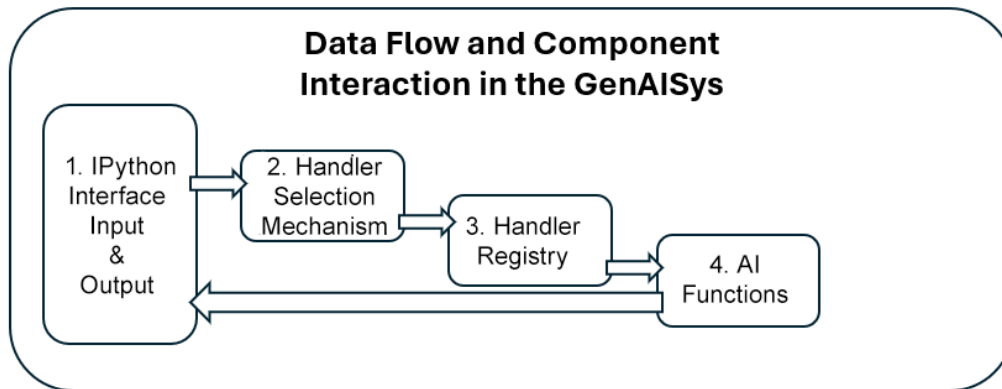 Data Flow and Component
Interaction in the GenAISys
1. IPython
Interface
Input
&
Output
2. Handler
Selection
Mechanism
3. Handler
Registry
4. AI
Functions